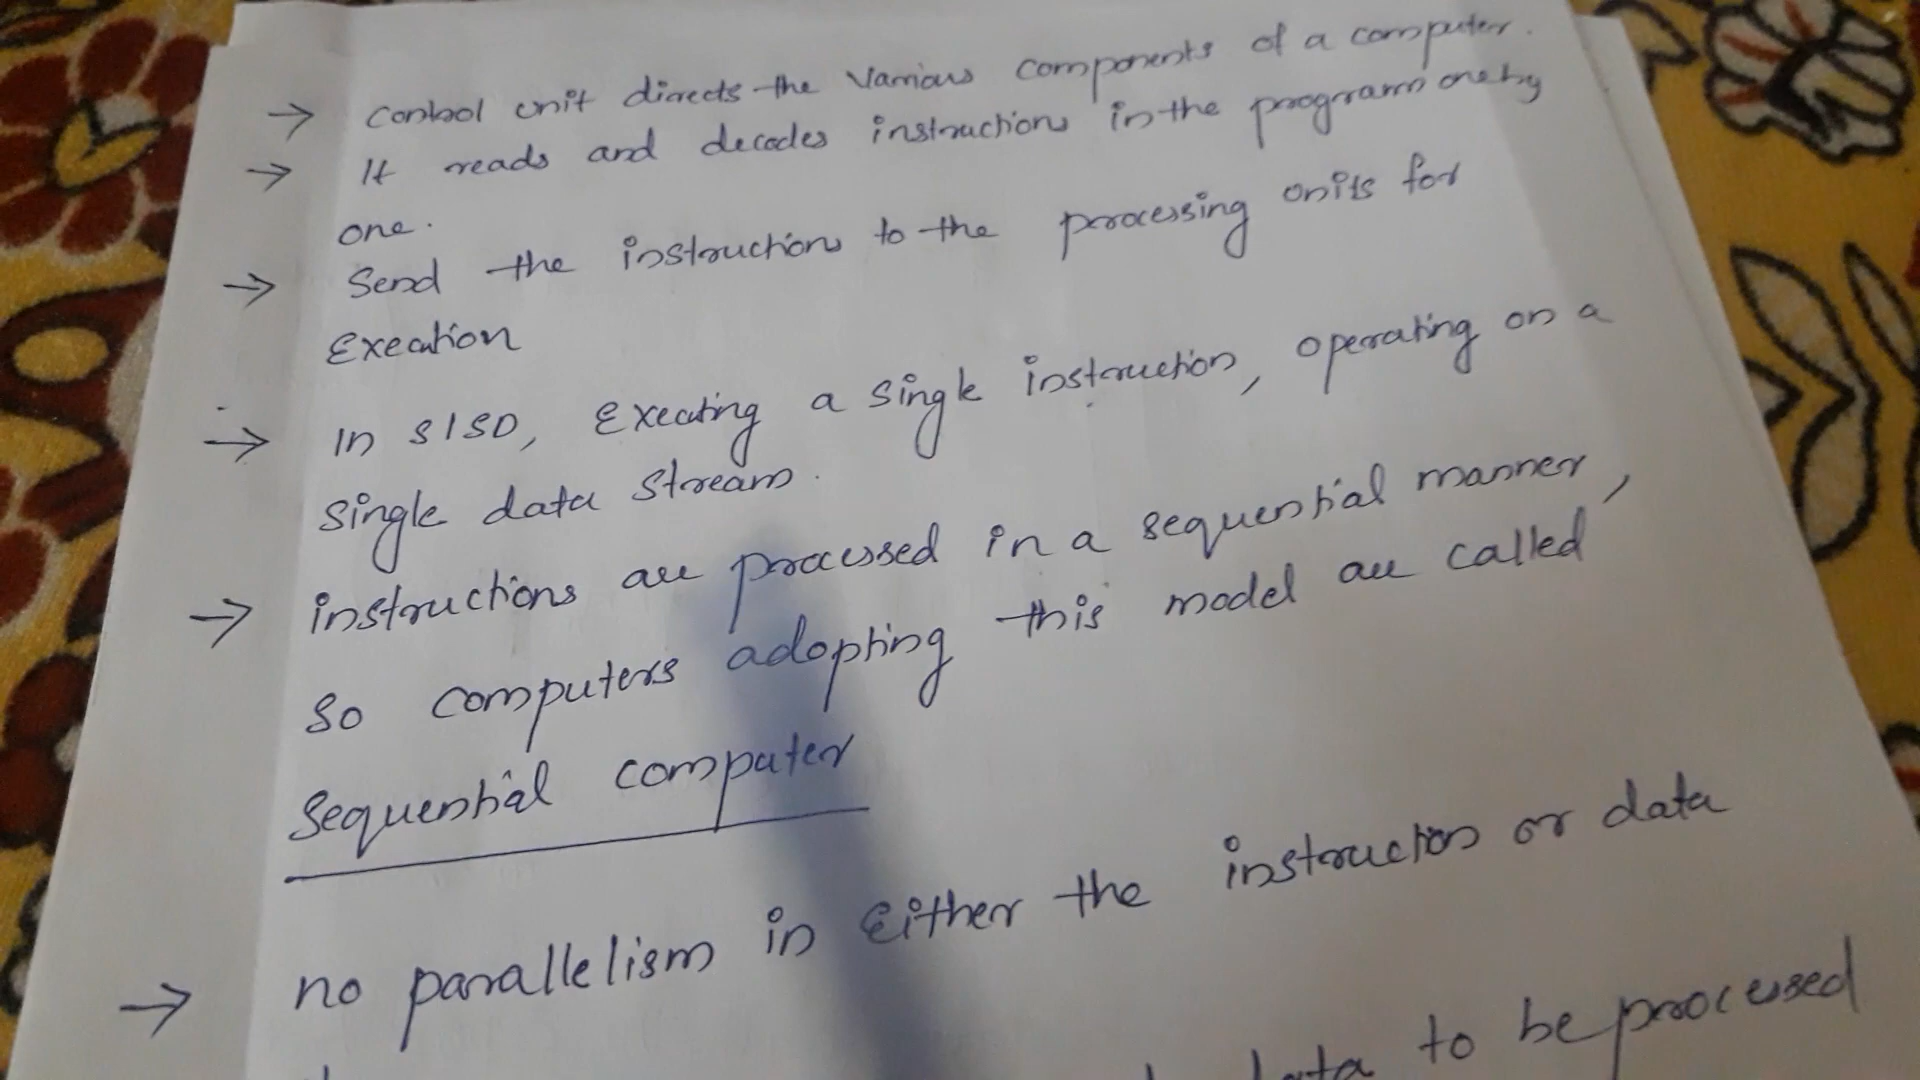 → Control unit directs the various components of a computer.
→ It reads and decodes instructions in the program one by
one.
→ Send the instructions to the processing units for
Execution
→ In SISD, Executing a single instruction, operating on a
single data stream.
→ instructions are processed in a sequential manner,
so computers adopting this model are called
sequential computer
→ no parallelism in either the instruction or data
data to be processed